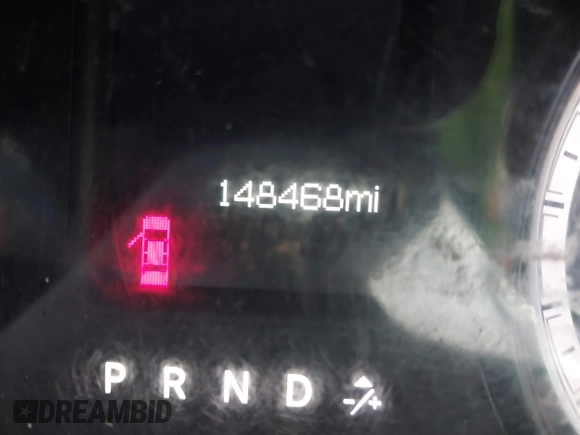 148468mi
P R N D -/+
DREAMBID